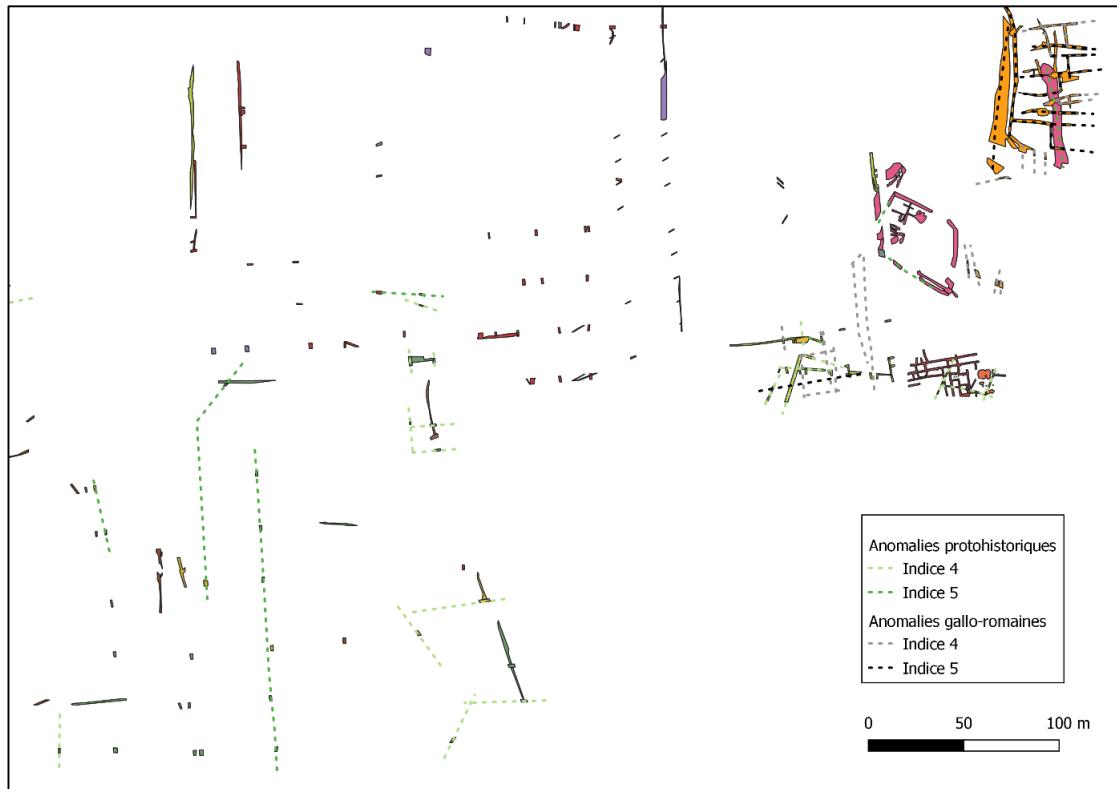 Anomalies protohistoriques
Indice 4
Indice 5
Anomalies gallo-romaines
Indice 4
Indice 5
0 50 100 m